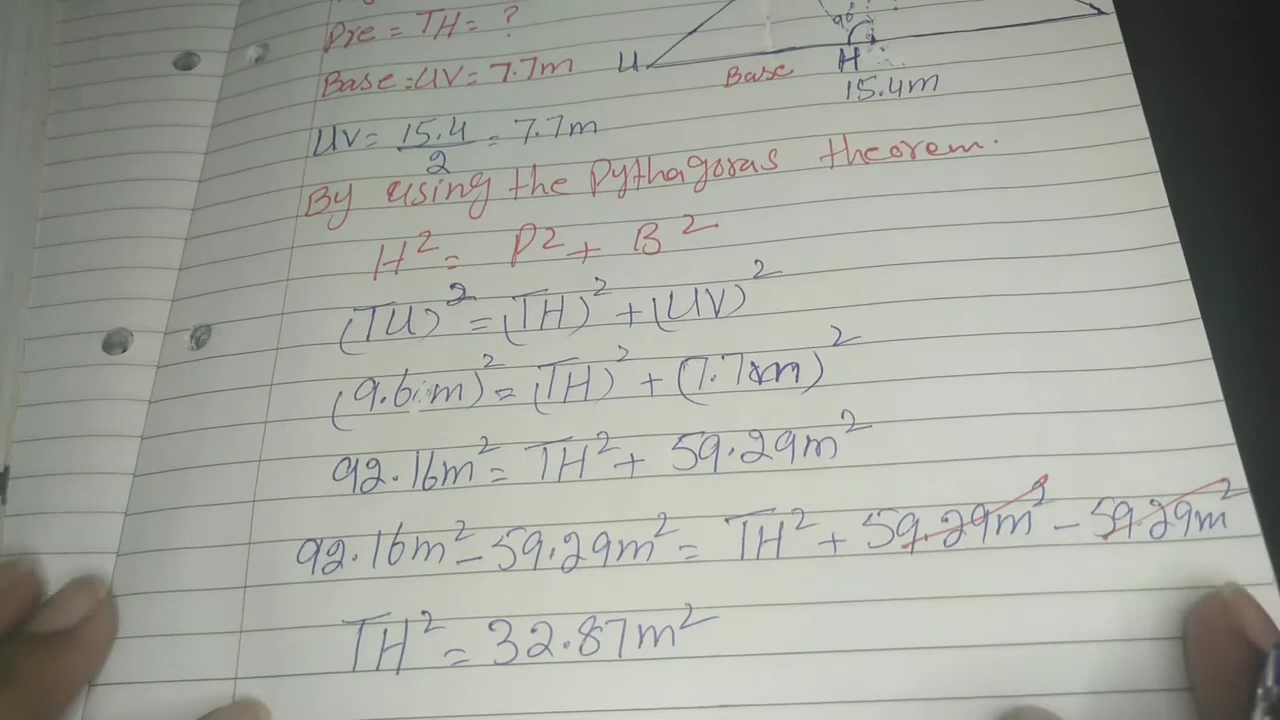 Pre = TH = ?
Base = UV = 7.7m
U
Base
H
90°
15.4m
UV = 15.4/2 = 7.7m
By using the pythagoras theorem.
H² = P² + B²
(TU)² = (TH)² + (UV)²
(9.6 m)² = (TH)² + (7.7m)²
92.16m² = TH² + 59.29m²
92.16m² - 59.29m² = TH² + 59.29m² - 59.29m²
TH² = 32.87m²